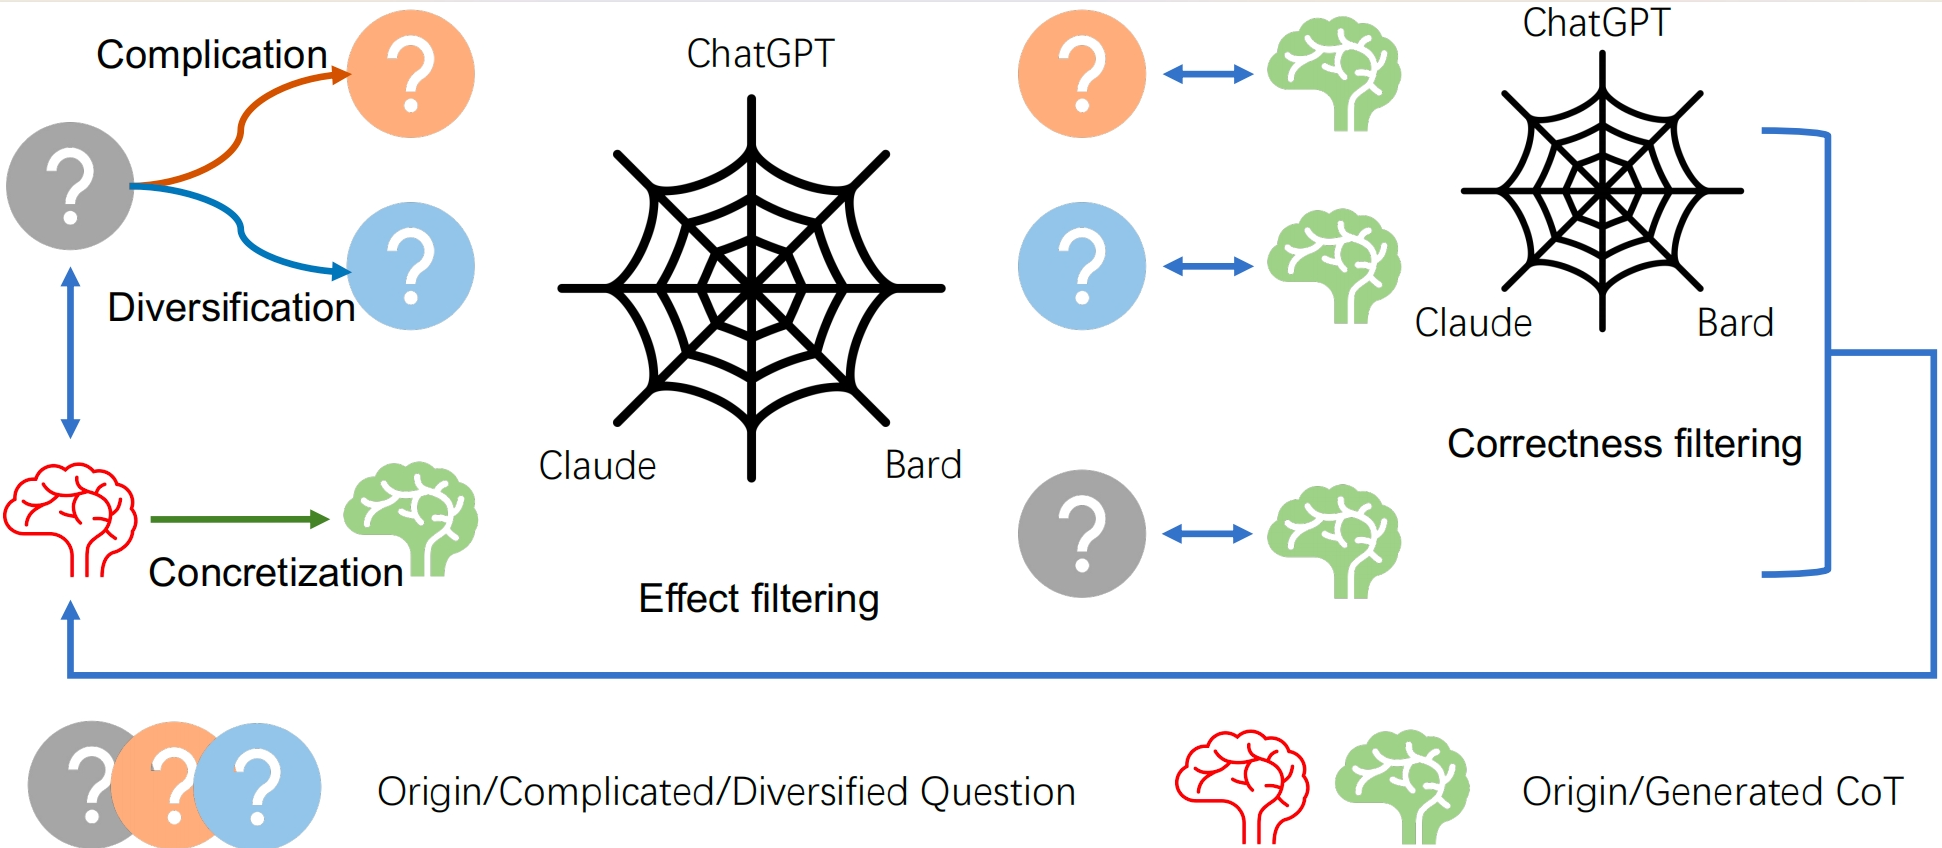 Complication
Diversification
Concretization
ChatGPT
Claude
Bard
Effect filtering
ChatGPT
Claude
Bard
Correctness filtering
Origin/Complicated/Diversified Question
Origin/Generated CoT